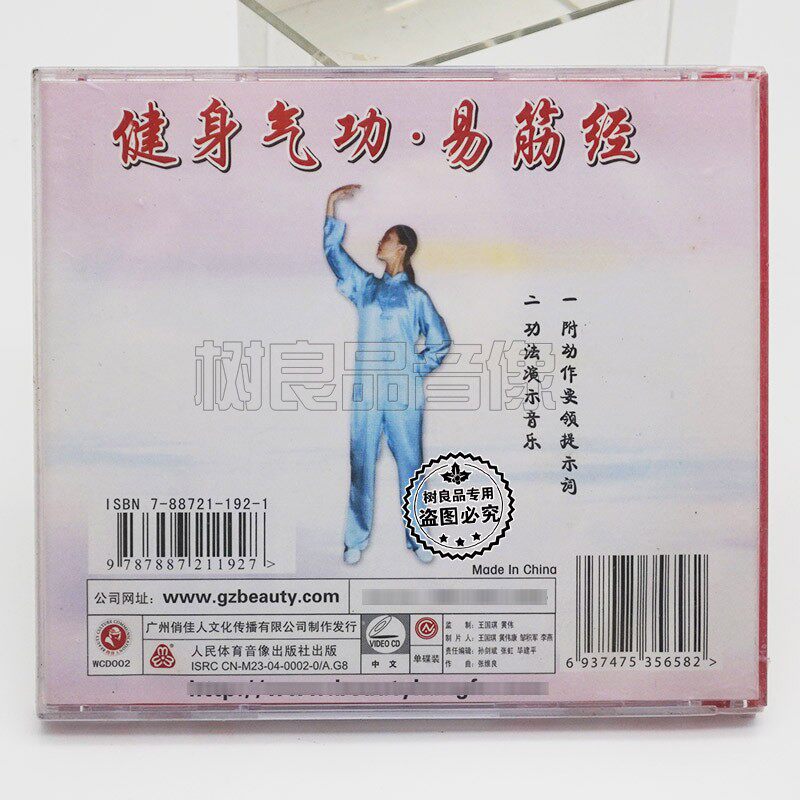 健身气功·易筋经
一 附动作要领提示词
二 功法演示音乐
树良品音像
树良品专用
盗图必究
ISBN 7-88721-192-1
9 787887 211927 >
Made In China
公司网址: www.gzbeauty.com
广州俏佳人文化传播有限公司制作发行
WCD002
人民体育音像出版社出版
ISRC CN-M23-04-0002-0/A.G8
VIDEO CD
中 文
单碟装
监 制: 王国琪 黄伟
制 片 人: 王国琪 黄伟康 邹积军 李燕
责任编辑: 孙剑斌 张虹 毕建平
作 曲: 张维良
6 937475 356582 >